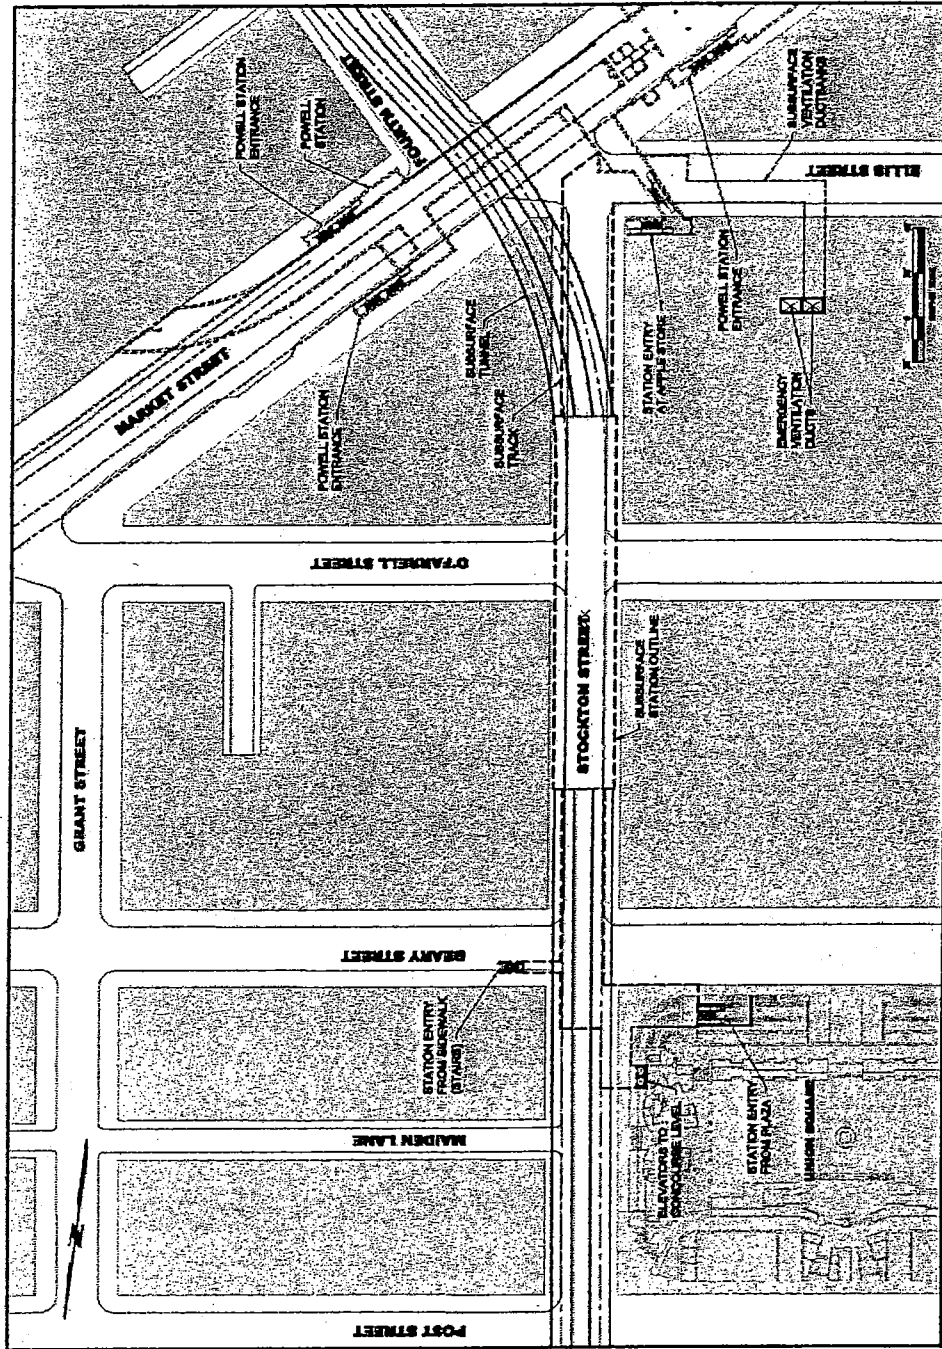 POWELL STATION
ENTRANCE
POWELL
STATION
FOURTH STREET
SUBSURFACE
VENTILATION
DUCTBANKS
ELLIS STREET
MARKET STREET
POWELL STATION
ENTRANCE
SUBSURFACE
TUNNEL
SUBSURFACE
TRACK
STATION ENTRY
AT APPLE STORE
POWELL STATION
ENTRANCE
EMERGENCY
VENTILATION
DUCTS
O'FARRELL STREET
STOCKTON STREET
SUBSURFACE
STATION OUTLINE
GRANT STREET
GEARY STREET
STATION ENTRY
FROM SIDEWALK
(STAIRS)
MAIDEN LANE
ELEVATORS TO
CONCOURSE LEVEL
STATION ENTRY
FROM PLAZA
UNION SQUARE
N
POST STREET